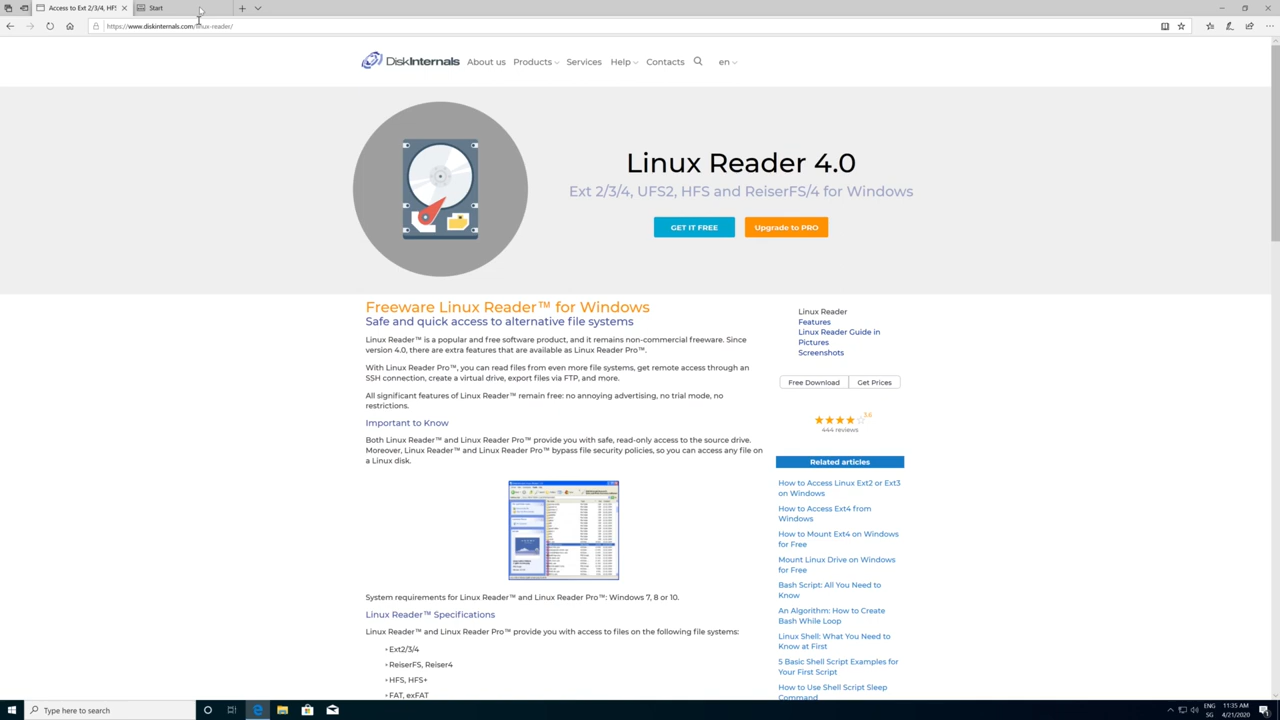 Access to Ext 2/3/4, HFS
Start
https://www.diskinternals.com/linux-reader/
DiskInternals
About us
Products
Services
Help
Contacts
en
Linux Reader 4.0
Ext 2/3/4, UFS2, HFS and ReiserFS/4 for Windows
GET IT FREE
Upgrade to PRO
Freeware Linux Reader™ for Windows
Safe and quick access to alternative file systems
Linux Reader™ is a popular and free software product, and it remains non-commercial freeware. Since
version 4.0, there are extra features that are available as Linux Reader Pro™.
With Linux Reader Pro™, you can read files from even more file systems, get remote access through an
SSH connection, create a virtual drive, export files via FTP, and more.
All significant features of Linux Reader™ remain free: no annoying advertising, no trial mode, no
restrictions.
Important to Know
Both Linux Reader™ and Linux Reader Pro™ provide you with safe, read-only access to the source drive.
Moreover, Linux Reader™ and Linux Reader Pro™ bypass file security policies, so you can access any file on
a Linux disk.
System requirements for Linux Reader™ and Linux Reader Pro™: Windows 7, 8 or 10.
Linux Reader™ Specifications
Linux Reader™ and Linux Reader Pro™ provide you with access to files on the following file systems:
Ext2/3/4
ReiserFS, Reiser4
HFS, HFS+
FAT, exFAT
Linux Reader
Features
Linux Reader Guide in
Pictures
Screenshots
Free Download
Get Prices
3.6
444 reviews
Related articles
How to Access Linux Ext2 or Ext3
on Windows
How to Access Ext4 from
Windows
How to Mount Ext4 on Windows
for Free
Mount Linux Drive on Windows
for Free
Bash Script: All You Need to
Know
An Algorithm: How to Create
Bash While Loop
Linux Shell: What You Need to
Know at First
5 Basic Shell Script Examples for
Your First Script
How to Use Shell Script Sleep
Command
Type here to search
ENG
SG
11:35 AM
4/21/2020